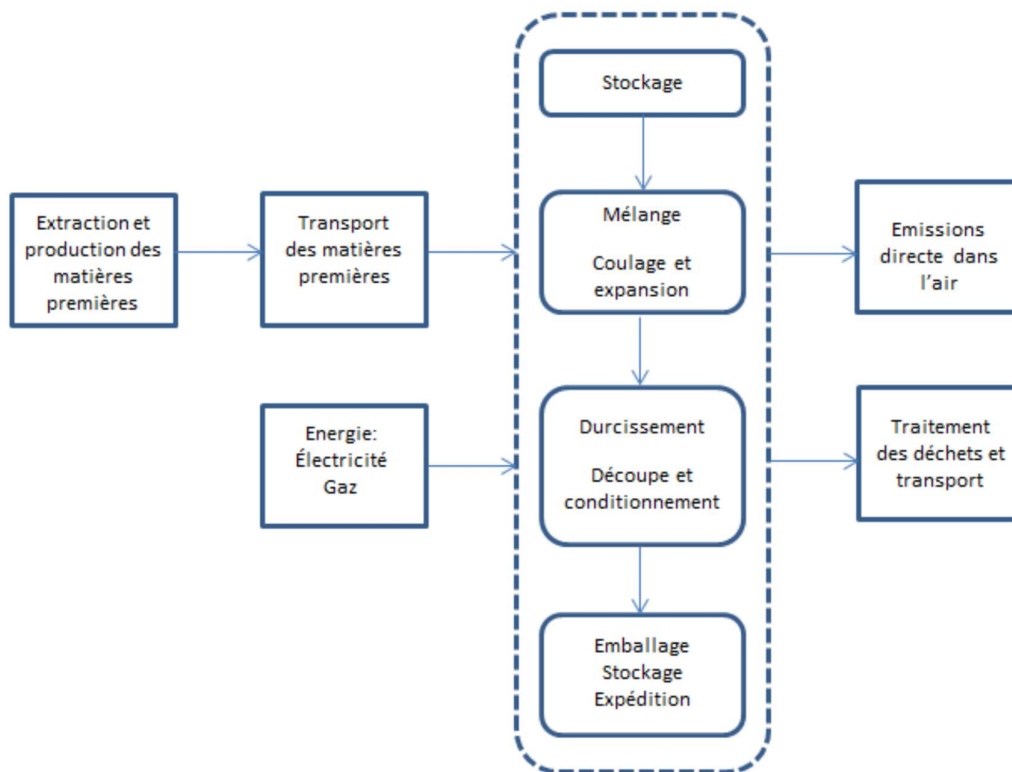 Stockage
Extraction et
production des
matières
premières
Transport
des matières
premières
Mélange
Coulage et
expansion
Emissions
directe dans
l'air
Energie:
Électricité
Gaz
Durcissement
Découpe et
conditionnement
Traitement
des déchets et
transport
Emballage
Stockage
Expédition